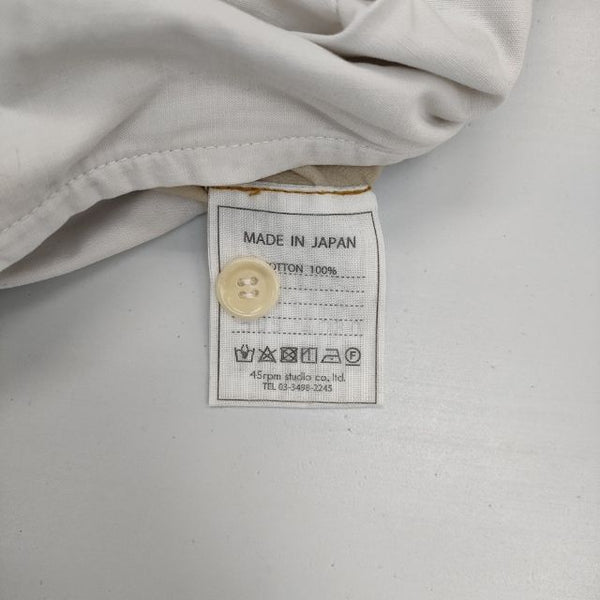 MADE IN JAPAN
COTTON 100%
45rpm studio co., ltd.
TEL 03-3498-2245